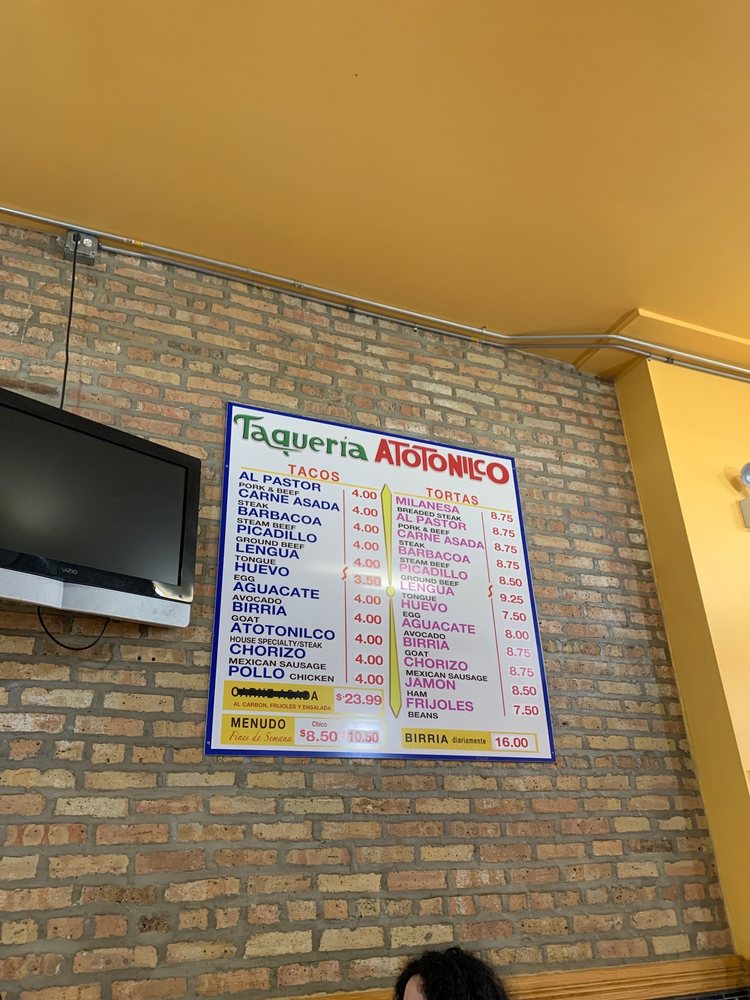 Taqueria ATOTONILCO
TACOS
AL PASTOR 4.00
PORK & BEEF
CARNE ASADA 4.00
STEAK
BARBACOA 4.00
STEAM BEEF
PICADILLO 4.00
GROUND BEEF
LENGUA 4.00
TONGUE
HUEVO 3.50
EGG
AGUACATE 4.00
AVOCADO
BIRRIA 4.00
GOAT
ATOTONILCO 4.00
HOUSE SPECIALTY/STEAK
CHORIZO 4.00
MEXICAN SAUSAGE
POLLO CHICKEN 4.00
CARNE ASADA $23.99
AL CARBON, FRIJOLES Y ENSALADA
MENUDO Chico
Fines de Semana $8.50 10.50
TORTAS
MILANESA 8.75
BREADED STEAK
AL PASTOR 8.75
PORK & BEEF
CARNE ASADA 8.75
STEAK
BARBACOA 8.75
STEAM BEEF
PICADILLO 8.50
GROUND BEEF
LENGUA 9.25
TONGUE
HUEVO 7.50
EGG
AGUACATE 8.00
AVOCADO
BIRRIA 8.75
GOAT
CHORIZO 8.75
MEXICAN SAUSAGE
JAMON 8.50
HAM
FRIJOLES 7.50
BEANS
BIRRIA diariamente 16.00
VIZIO